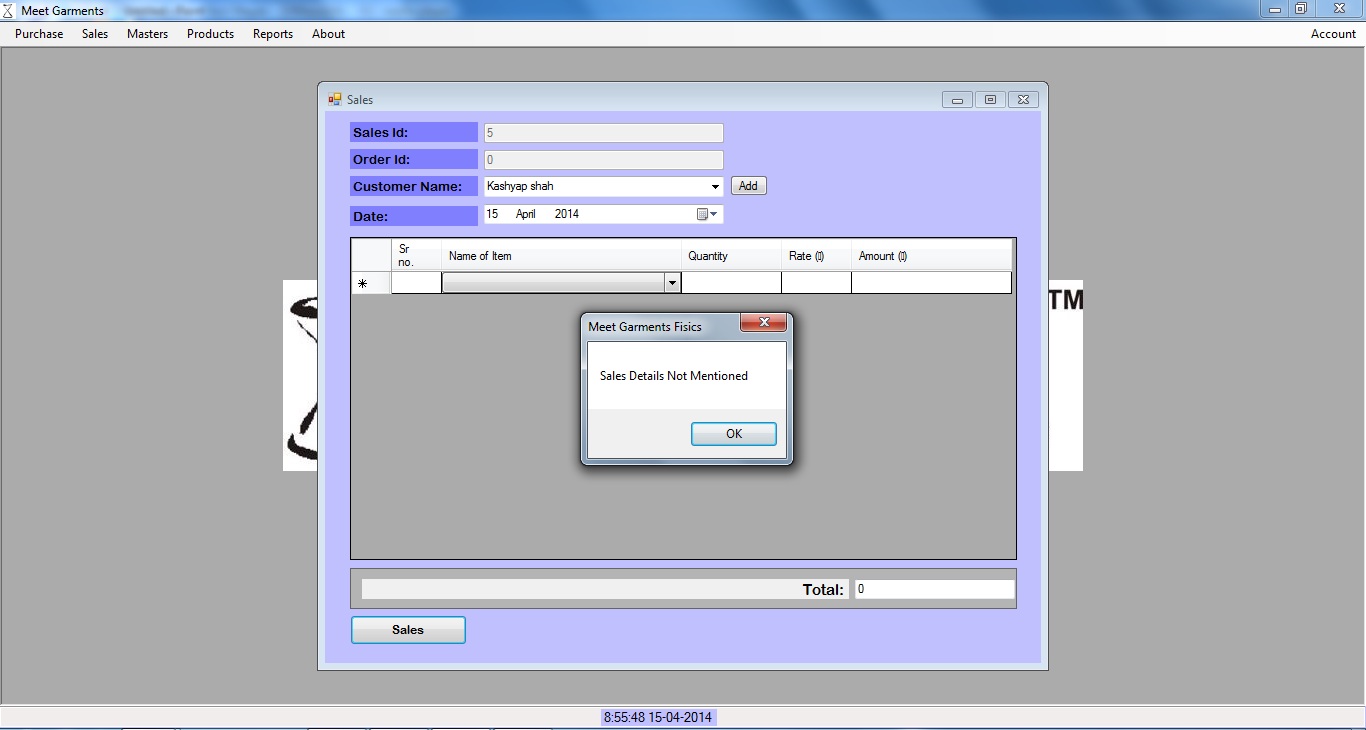 Meet Garments
Purchase Sales Masters Products Reports About Account
Sales
Sales Id: 5
Order Id: 0
Customer Name: Kashyap shah Add
Date: 15 April 2014
Sr no. Name of Item Quantity Rate (▯) Amount (▯)
TM
Meet Garments Fisics
Sales Details Not Mentioned
OK
Total: 0
Sales
8:55:48 15-04-2014